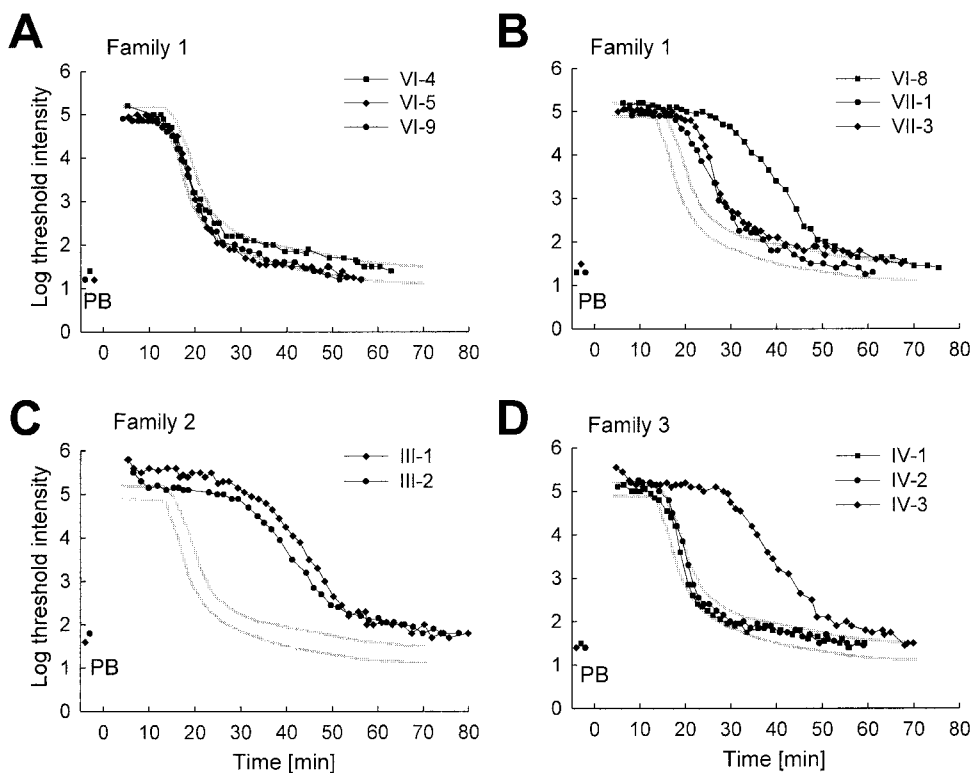 A
Family 1
VI-4
VI-5
VI-9
Log threshold intensity
6
5
4
3
2
1
0
PB
0 10 20 30 40 50 60 70 80
B
Family 1
VI-8
VII-1
VII-3
6
5
4
3
2
1
0
PB
0 10 20 30 40 50 60 70 80
C
Family 2
III-1
III-2
Log threshold intensity
6
5
4
3
2
1
0
PB
0 10 20 30 40 50 60 70 80
Time [min]
D
Family 3
IV-1
IV-2
IV-3
6
5
4
3
2
1
0
PB
0 10 20 30 40 50 60 70 80
Time [min]